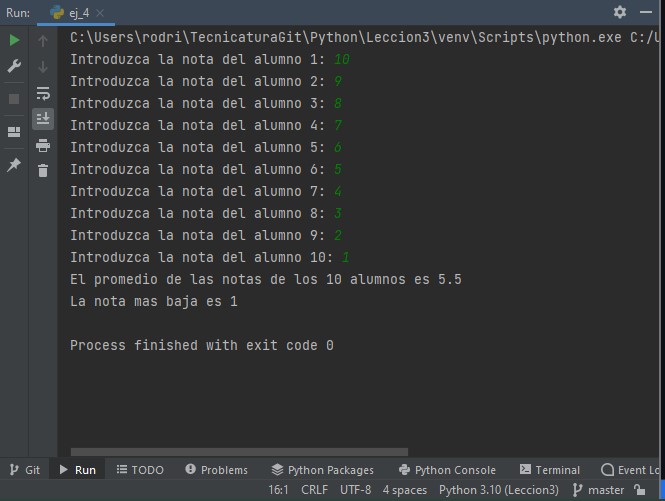 Run: ej_4
C:\Users\rodri\TecnicaturaGit\Python\Leccion3\venv\Scripts\python.exe C:/
Introduzca la nota del alumno 1: 10
Introduzca la nota del alumno 2: 9
Introduzca la nota del alumno 3: 8
Introduzca la nota del alumno 4: 7
Introduzca la nota del alumno 5: 6
Introduzca la nota del alumno 6: 5
Introduzca la nota del alumno 7: 4
Introduzca la nota del alumno 8: 3
Introduzca la nota del alumno 9: 2
Introduzca la nota del alumno 10: 1
El promedio de las notas de los 10 alumnos es 5.5
La nota mas baja es 1
Process finished with exit code 0
Git Run TODO Problems Python Packages Python Console Terminal Event Lo
16:1 CRLF UTF-8 4 spaces Python 3.10 (Leccion3) master